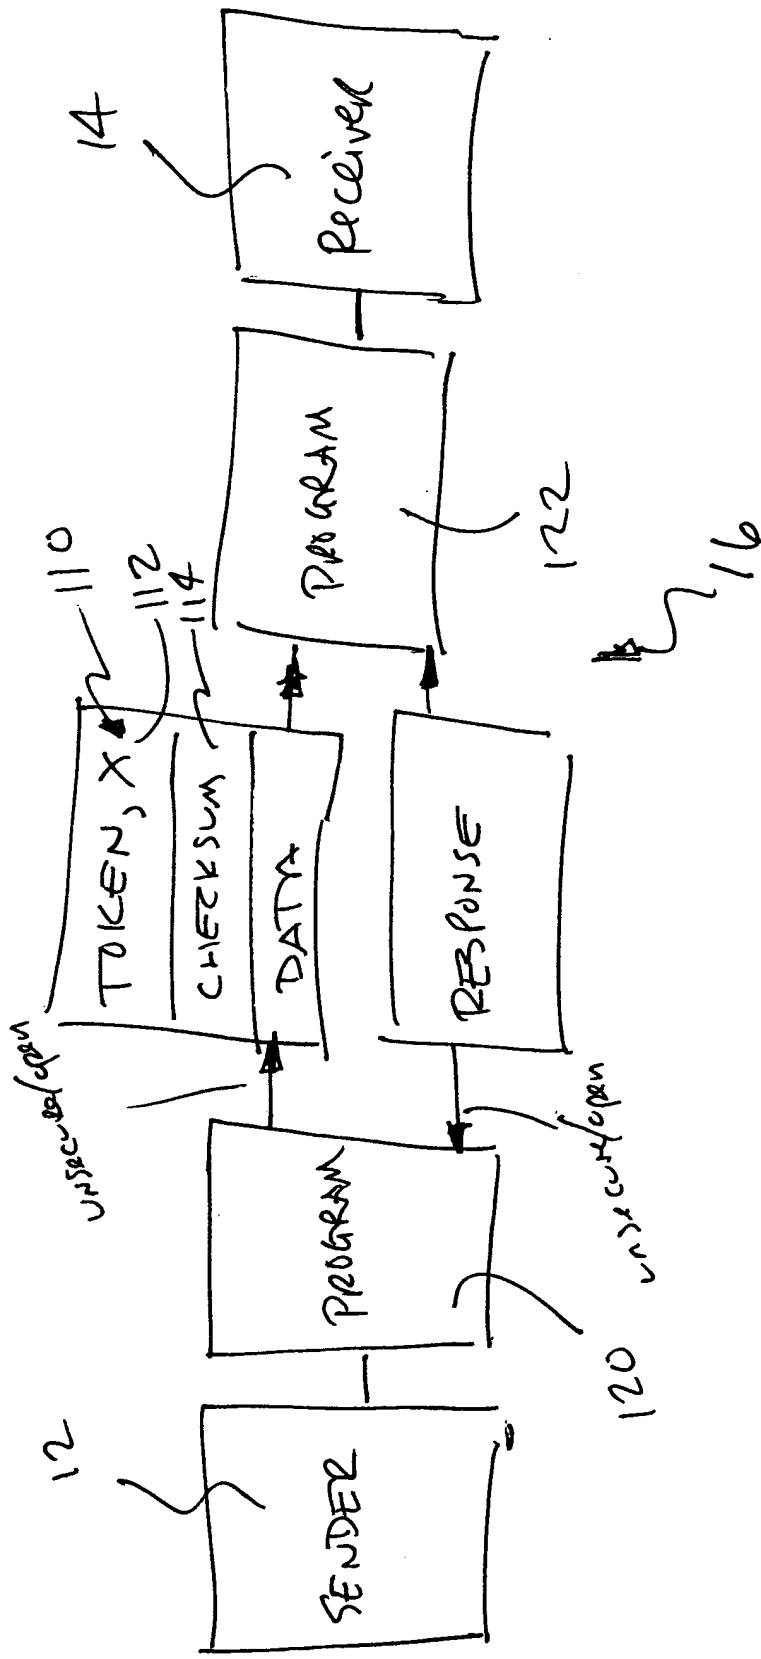 12
SENDER
120
PROGRAM
unsecure/open
unsecure/open
110
112
114
TOKEN, X
CHECKSUM
DATA
RESPONSE
122
PROGRAM
14
Receiver
16